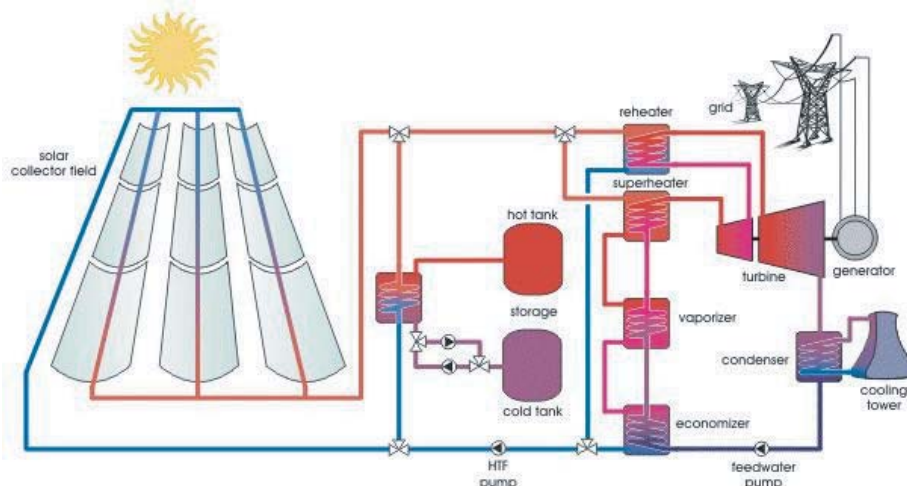 solar
collector field
grid
reheater
superheater
hot tank
storage
turbine
generator
vaporizer
condenser
cold tank
cooling
tower
economizer
HTF
pump
feedwater
pump